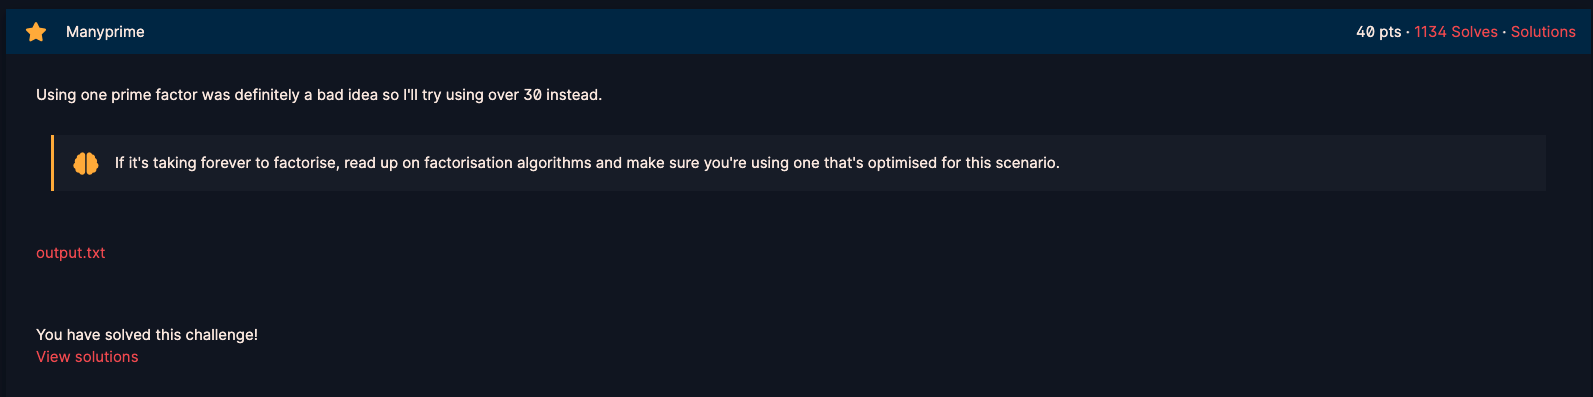 Manyprime 40 pts · 1134 Solves · Solutions
Using one prime factor was definitely a bad idea so I'll try using over 30 instead.
If it's taking forever to factorise, read up on factorisation algorithms and make sure you're using one that's optimised for this scenario.
output.txt
You have solved this challenge!
View solutions